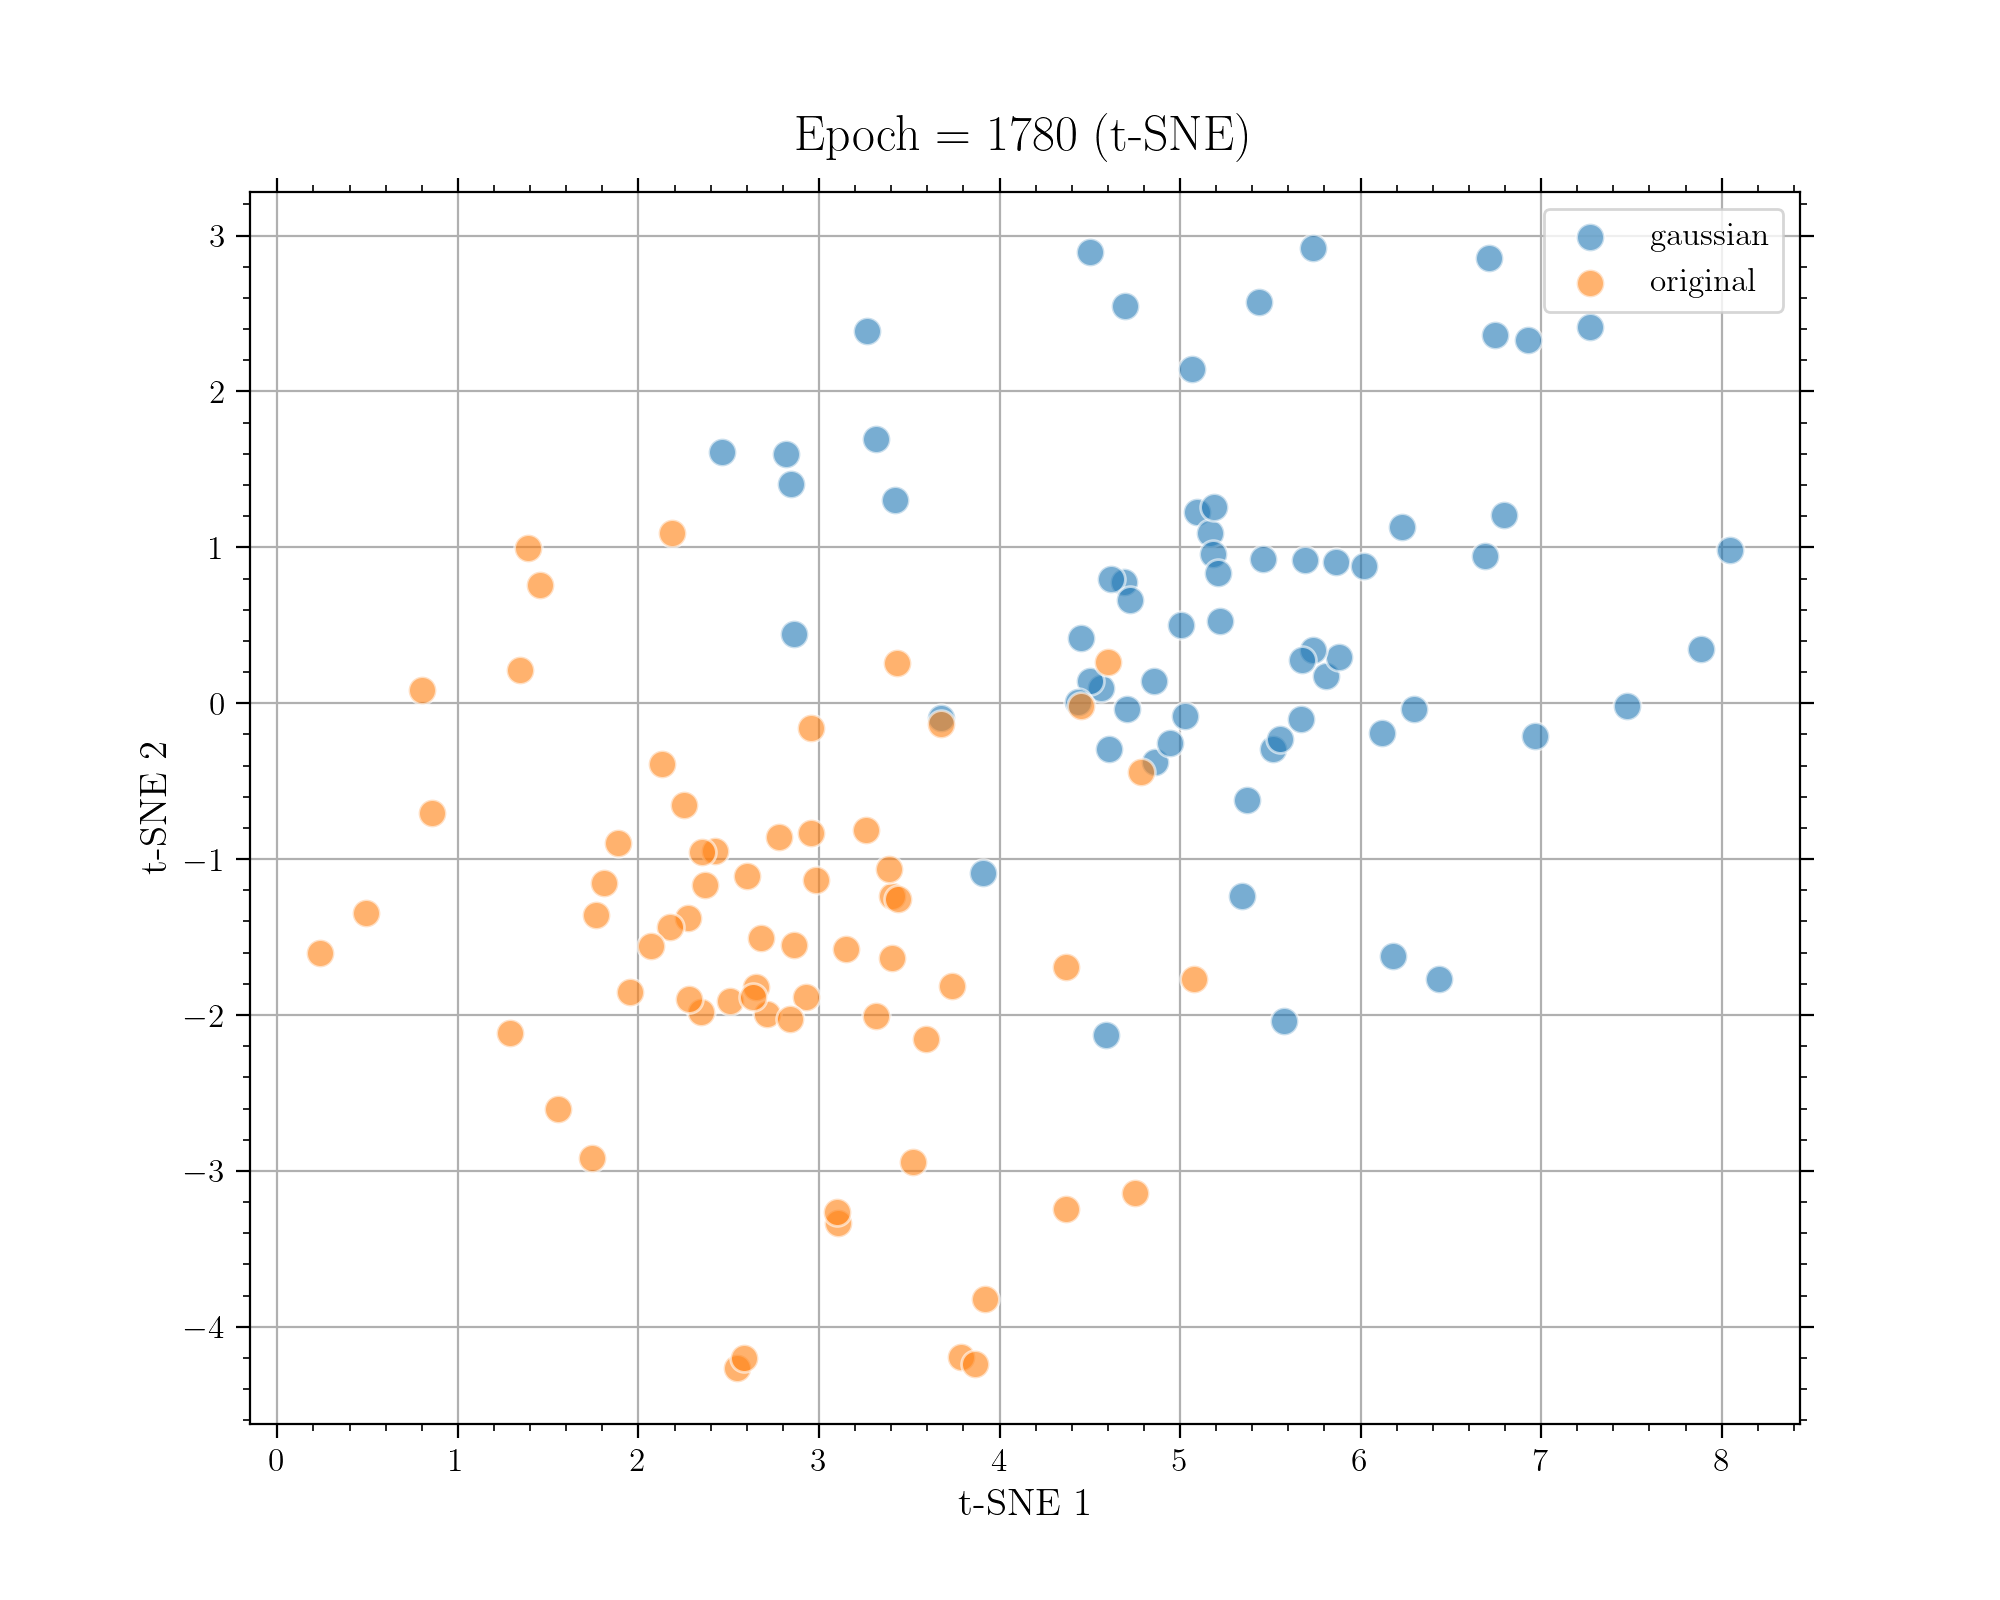 Epoch = 1780 (t-SNE)
gaussian
original
3
2
1
0
−1
−2
−3
−4
t-SNE 2
0 1 2 3 4 5 6 7 8
t-SNE 1